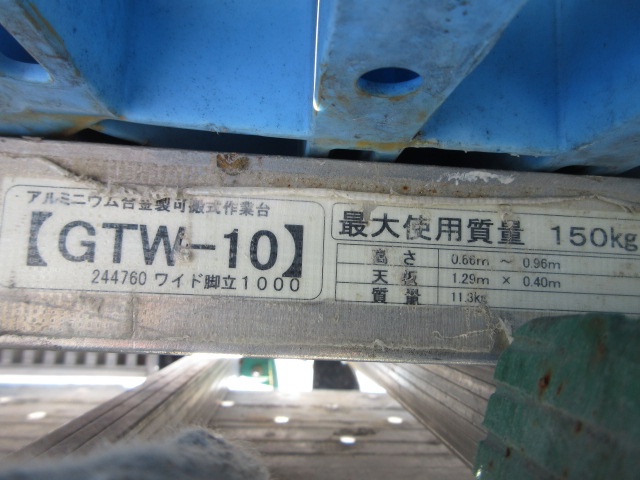 アルミニウム合金製可搬式作業台
【GTW-10】
244760 ワイド脚立1000
最大使用質量 150kg
高さ 0.66m ～ 0.96m
天板 1.29m × 0.40m
質量 11.3kg